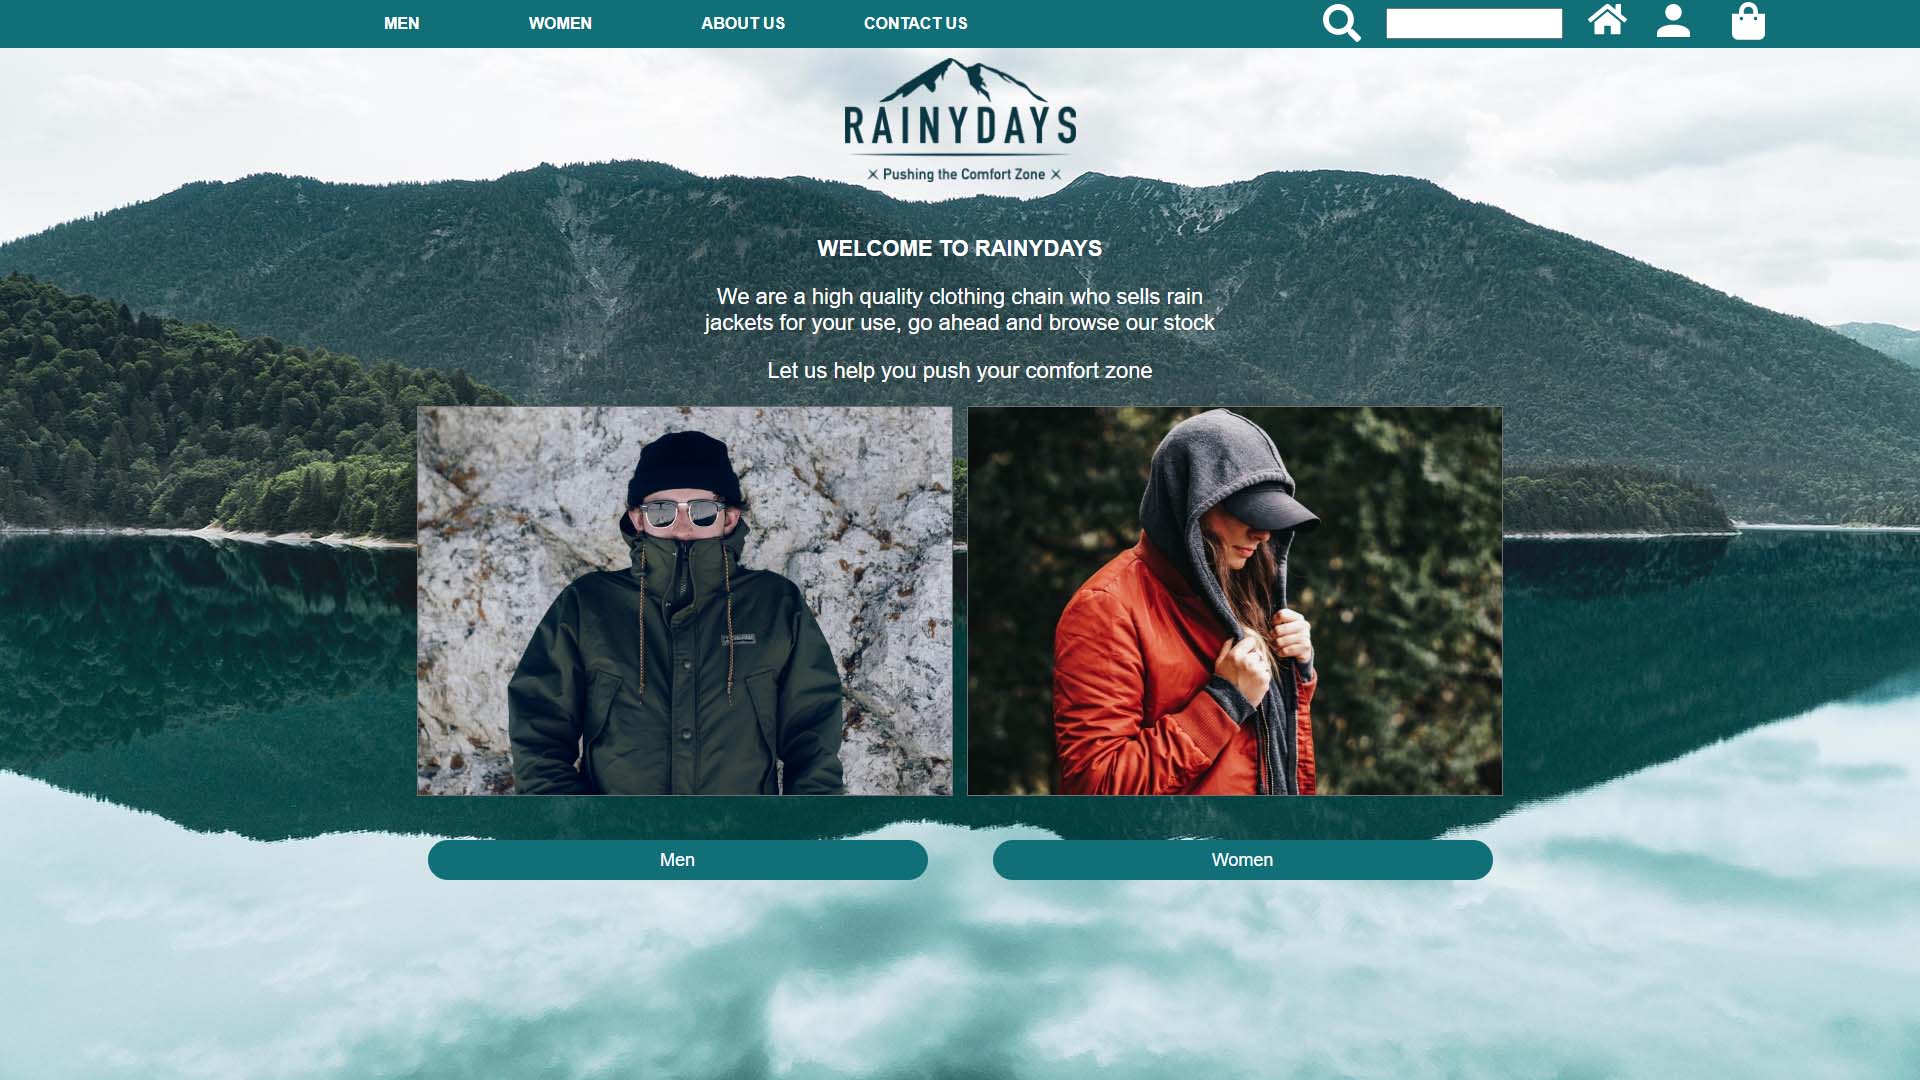 MEN WOMEN ABOUT US CONTACT US
RAINYDAYS
× Pushing the Comfort Zone ×
WELCOME TO RAINYDAYS
We are a high quality clothing chain who sells rain
jackets for your use, go ahead and browse our stock
Let us help you push your comfort zone
Men Women